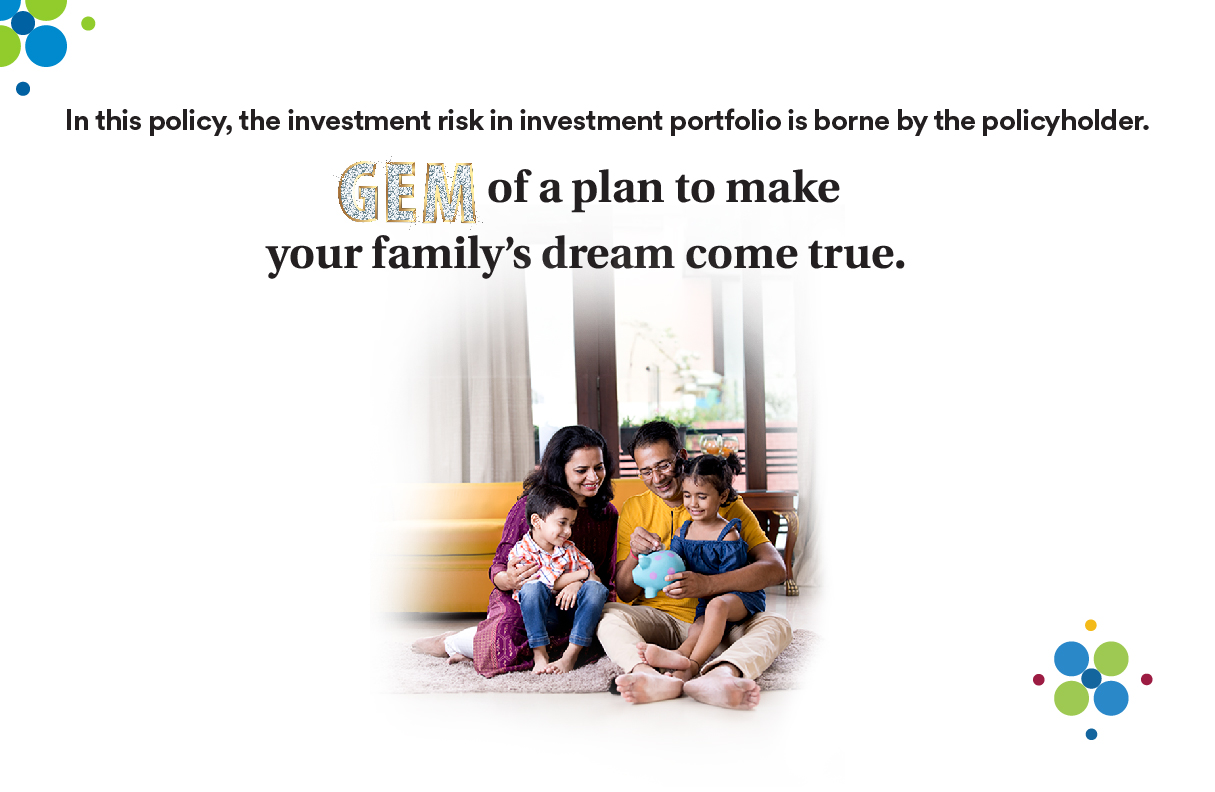 In this policy, the investment risk in investment portfolio is borne by the policyholder.
GEM of a plan to make
your family’s dream come true.